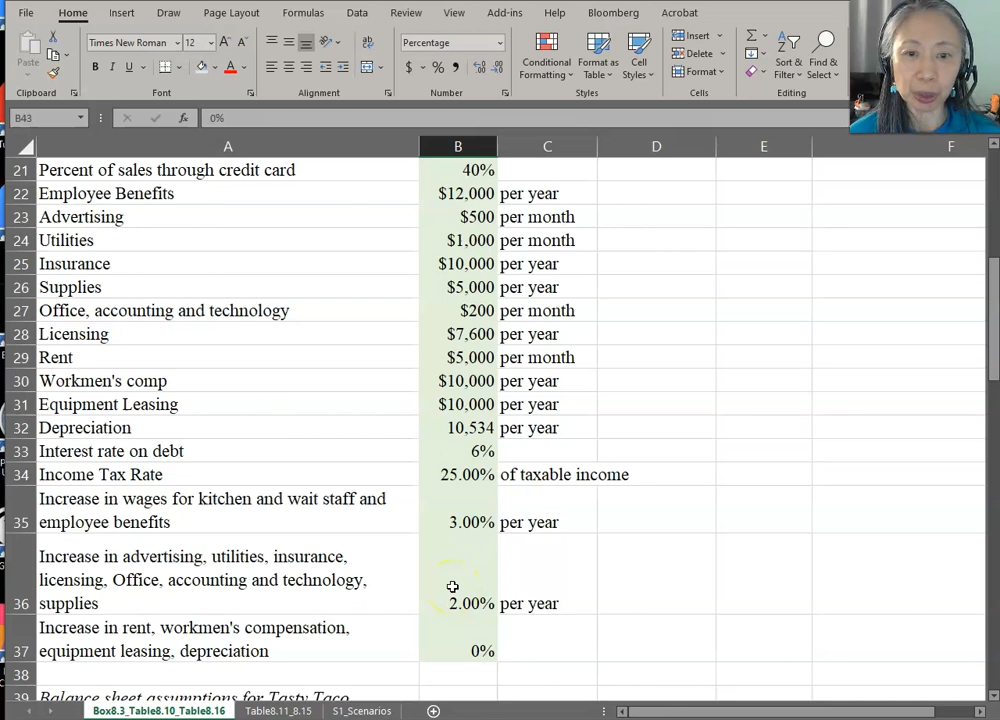 File Home Insert Draw Page Layout Formulas Data Review View Add-ins Help Bloomberg Acrobat
Paste
Times New Roman 12 A A
B I U A
ab
Percentage
$ % 9
Conditional Formatting
Format as Table
Cell Styles
Insert
Delete
Format
Sort & Filter
Find & Select
Clipboard Font Alignment Number Styles Cells Editing
B43 fx 0%
A B C D E F
21 Percent of sales through credit card 40%
22 Employee Benefits $12,000 per year
23 Advertising $500 per month
24 Utilities $1,000 per month
25 Insurance $10,000 per year
26 Supplies $5,000 per year
27 Office, accounting and technology $200 per month
28 Licensing $7,600 per year
29 Rent $5,000 per month
30 Workmen's comp $10,000 per year
31 Equipment Leasing $10,000 per year
32 Depreciation 10,534 per year
33 Interest rate on debt 6%
34 Income Tax Rate 25.00% of taxable income
Increase in wages for kitchen and wait staff and
35 employee benefits 3.00% per year
Increase in advertising, utilities, insurance,
licensing, Office, accounting and technology,
36 supplies 2.00% per year
Increase in rent, workmen's compensation,
37 equipment leasing, depreciation 0%
38
39 Balance sheet assumptions for Tasty Taco
Box8.3_Table8.10_Table8.16 Table8.11_8.15 S1_Scenarios